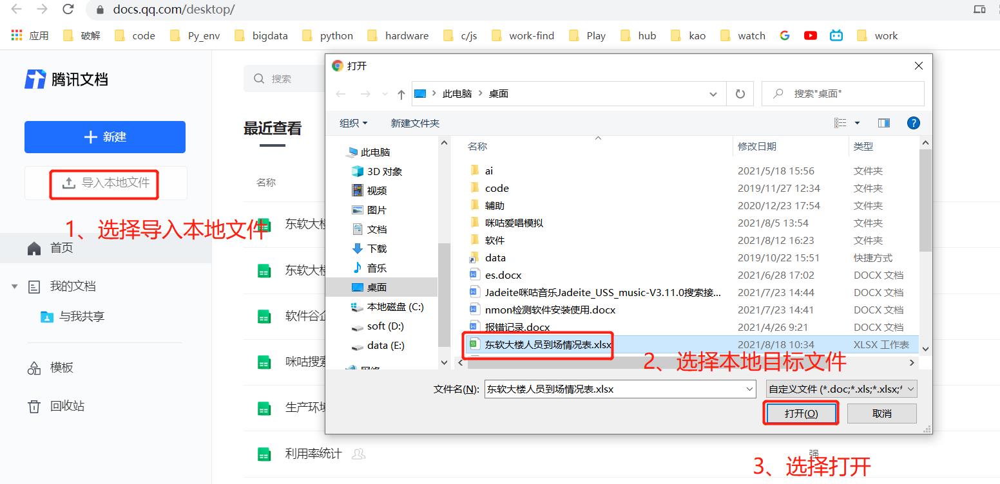 docs.qq.com/desktop/
应用 破解 code Py_env bigdata python hardware c/js work-find Play hub kao watch work
腾讯文档
新建
导入本地文件
1、选择导入本地文件
首页
我的文档
与我共享
模板
回收站
搜索
最近查看
名称
东软大楼
东软大楼
软件谷企
咪咕搜索
生产环境
利用率统计
强
打开
此电脑 桌面
搜索"桌面"
组织 新建文件夹
此电脑
3D 对象
视频
图片
文档
下载
音乐
桌面
本地磁盘 (C:)
soft (D:)
data (E:)
网络
名称 修改日期 类型
ai 2021/5/18 15:56 文件夹
code 2019/11/27 12:34 文件夹
辅助 2020/12/23 17:54 文件夹
咪咕爱唱模拟 2021/8/5 13:54 文件夹
软件 2021/8/12 16:23 文件夹
data 2019/10/22 15:51 快捷方式
es.docx 2021/6/28 17:02 DOCX 文档
Jadeite咪咕音乐Jadeite_USS_music-V3.11.0搜索接... 2021/7/23 14:44 DOCX 文档
nmon检测软件安装使用.docx 2021/7/23 14:41 DOCX 文档
报错记录.docx 2021/4/26 9:21 DOCX 文档
东软大楼人员到场情况表.xlsx 2021/8/18 10:34 XLSX 工作表
2、选择本地目标文件
文件名(N): 东软大楼人员到场情况表.xlsx 自定义文件 (*.doc;*.xls;*.xlsx;*
打开(O) 取消
3、选择打开